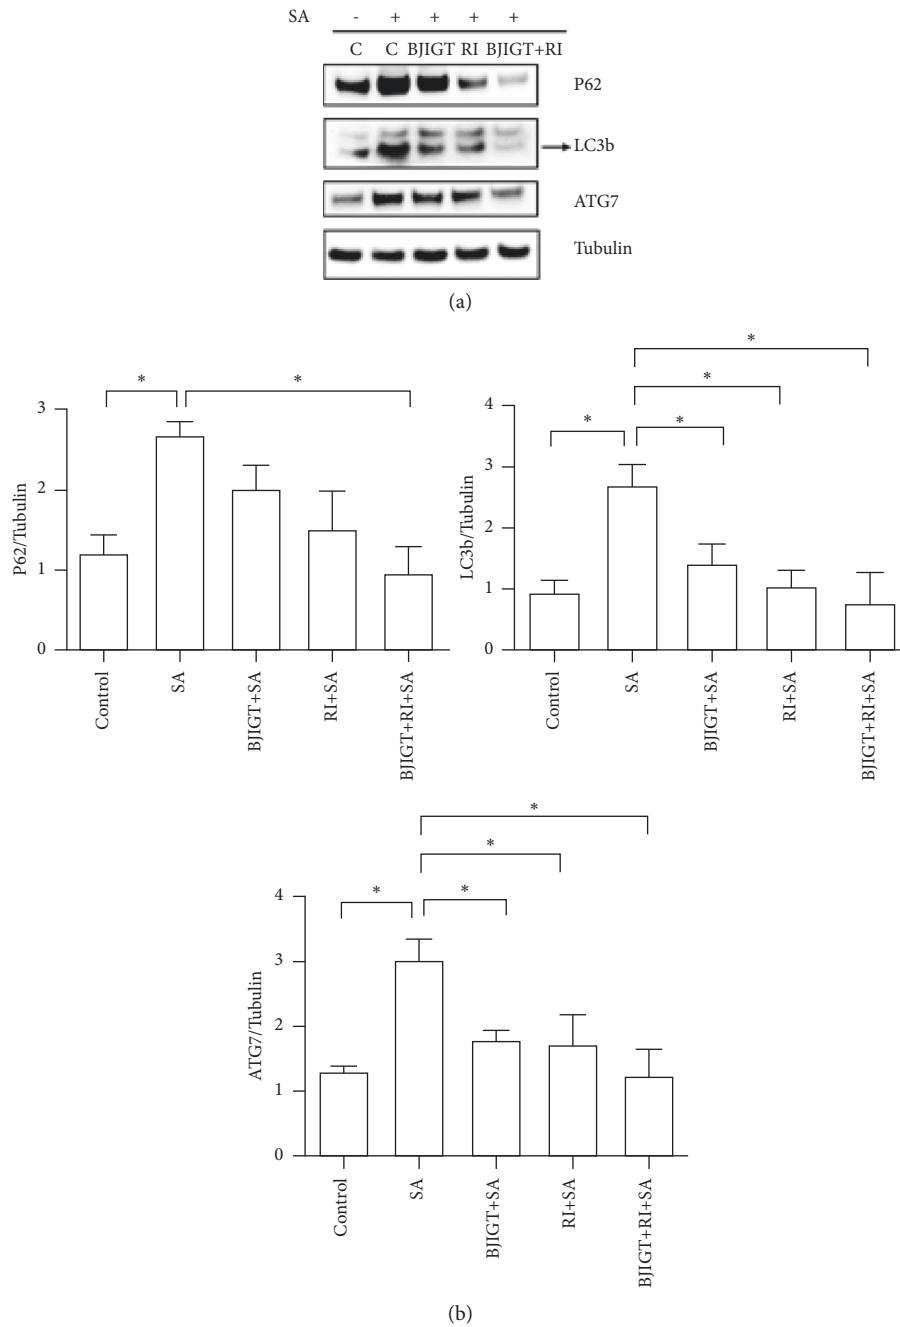 SA - + + + +
C C BJIGT RI BJIGT+RI
P62
LC3b
ATG7
Tubulin
(a)
* *
3
2
1
0
P62/Tubulin
Control
SA
BJIGT+SA
RI+SA
BJIGT+RI+SA
*
*
* *
4
3
2
1
0
LC3b/Tubulin
Control
SA
BJIGT+SA
RI+SA
BJIGT+RI+SA
*
*
* *
4
3
2
1
0
ATG7/Tubulin
Control
SA
BJIGT+SA
RI+SA
BJIGT+RI+SA
(b)